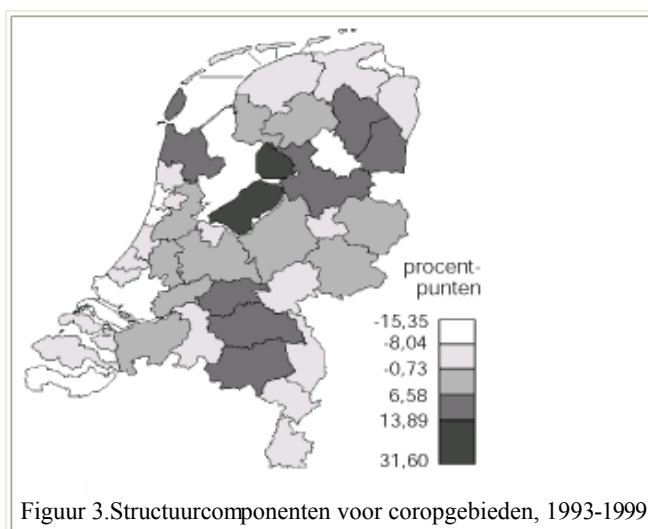 procent-
punten
-15,35
-8,04
-0,73
6,58
13,89
31,60
Figuur 3.Structuurcomponenten voor coropgebieden, 1993-1999